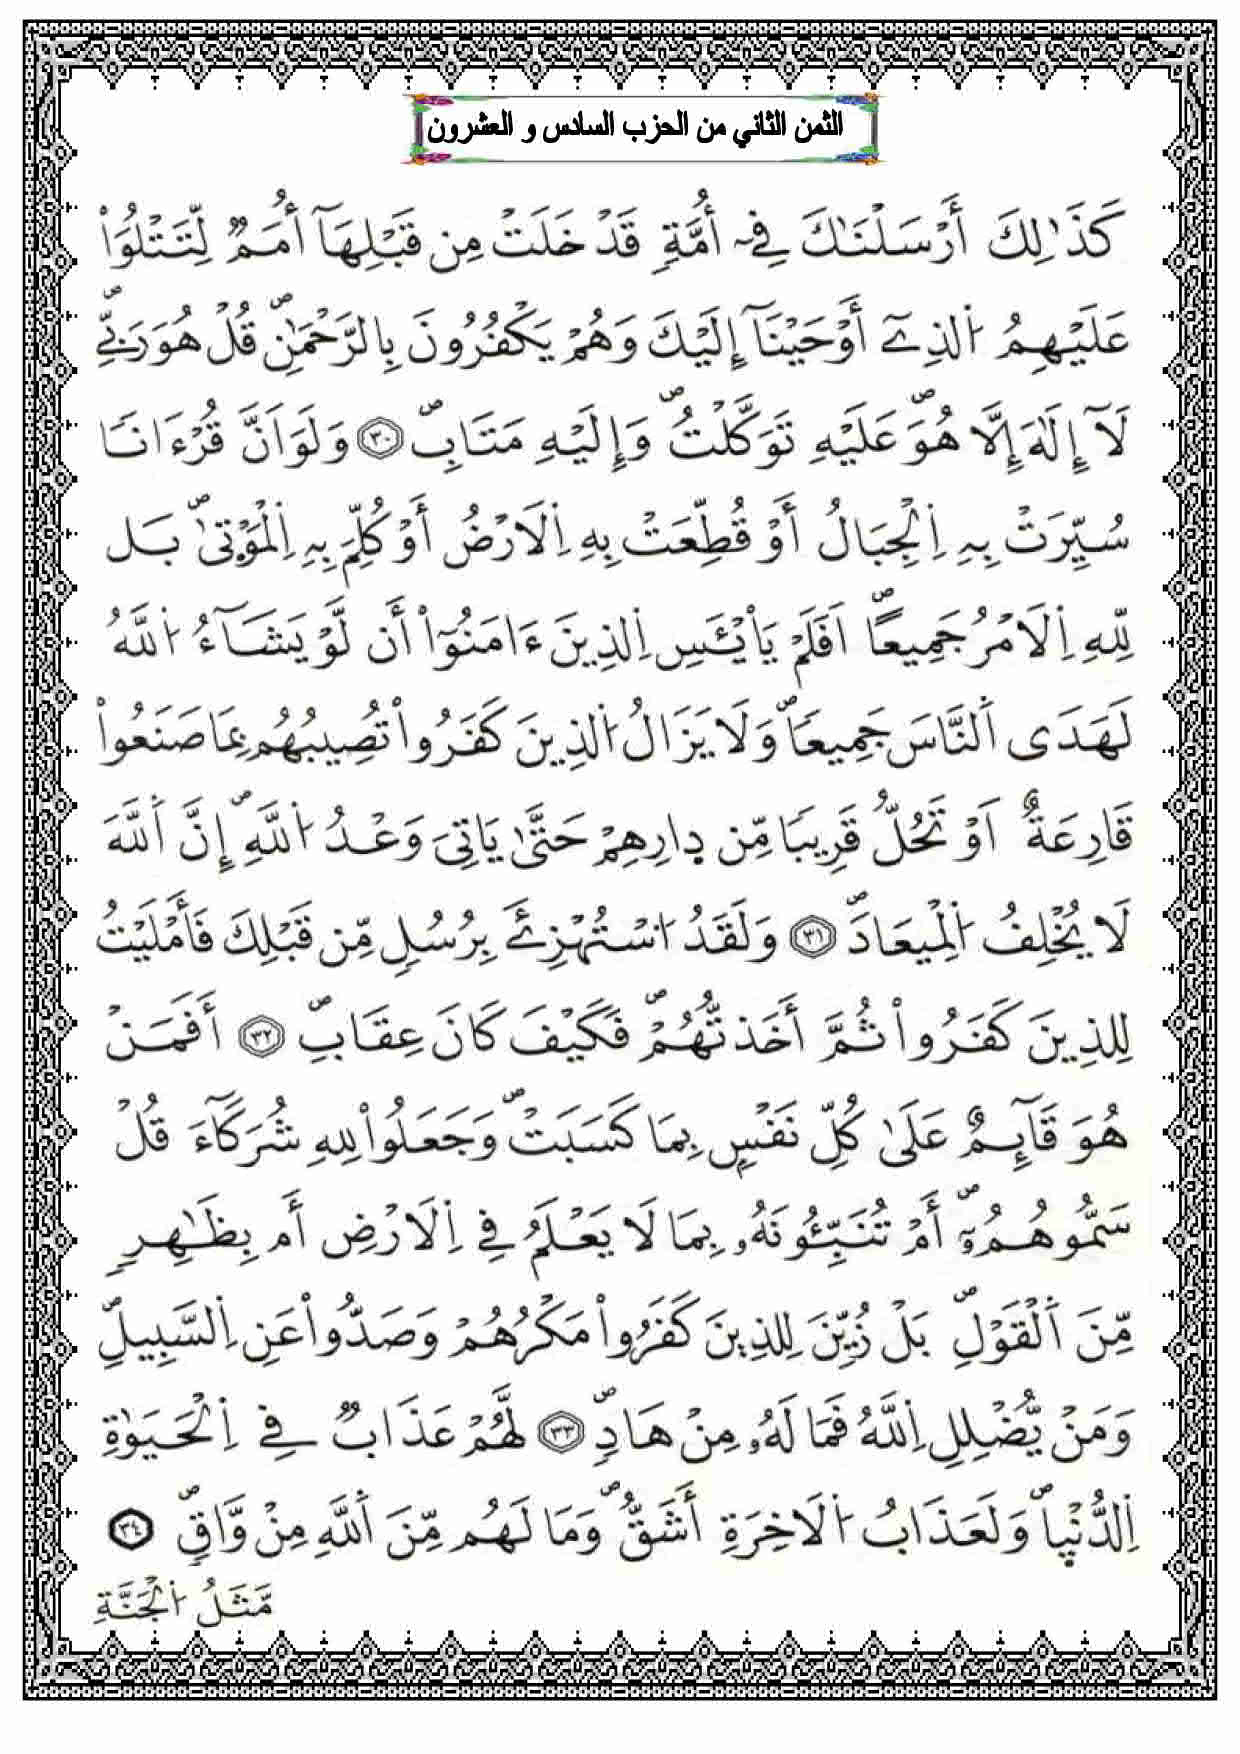 الثمن الثاني من الحزب السادس و العشرون
كَذَٰلِكَ أَرْسَلْنَٰكَ فِےٓ أُمَّةٖ قَدْ خَلَتْ مِن قَبْلِهَآ أُمَمٞ لِّتَتْلُوَاْ
عَلَيْهِمُ اُ۬لذِےٓ أَوْحَيْنَآ إِلَيْكَ وَهُمْ يَكْفُرُونَ بِالرَّحْمَٰنِۖ قُلْ هُوَ رَبِّے
لَآ إِلَٰهَ إِلَّا هُوَۖ عَلَيْهِ تَوَكَّلْتُۖ وَإِلَيْهِ مَتَابِۖ ٣٠ وَلَوَ اَنَّ قُرْءَاناٗ
سُيِّرَتْ بِهِ اِ۬لْجِبَالُ أَوْ قُطِّعَتْ بِهِ اِ۬لَارْضُ أَوْ كُلِّمَ بِهِ اِ۬لْمَوْتَىٰۖ بَل
لِّلهِ اِ۬لَامْرُ جَمِيعاًۖ اَفَلَمْ يَاْيْـَٔسِ اِ۬لذِينَ ءَامَنُوٓاْ أَن لَّوْ يَشَآءُ اُ۬للَّهُ
لَهَدَى اَ۬لنَّاسَ جَمِيعاٗۖ وَلَا يَزَالُ اُ۬لذِينَ كَفَرُواْ تُصِيبُهُم بِمَا صَنَعُواْ
قَارِعَةٌ اَوْ تَحُلُّ قَرِيباٗ مِّن دِارِهِمْ حَتَّىٰ يَاتِيَ وَعْدُ اُ۬للَّهِۖ إِنَّ اَ۬للَّهَ
لَا يُخْلِفُ اُ۬لْمِيعَادَۖ ٣١ وَلَقَدُ اُ۟سْتُهْزِۓَ بِرُسُلٖ مِّن قَبْلِكَ فَأَمْلَيْتُ
لِلذِينَ كَفَرُواْ ثُمَّ أَخَذتُّهُمْۖ فَكَيْفَ كَانَ عِقَابِۖ ٣٢ أَفَمَنْ
هُوَ قَآئِمٌ عَلَىٰ كُلِّ نَفْسِۢ بِمَا كَسَبَتْۖ وَجَعَلُواْ لِلهِ شُرَكَآءَ قُلْ
سَمُّوهُمُۥٓۖ أَمْ تُنَبِّـُٔونَهُۥ بِمَا لَا يَعْلَمُ فِے اِ۬لَارْضِ أَم بِظَٰهِرٖ
مِّنَ اَ۬لْقَوْلِۖ بَلْ زُيِّنَ لِلذِينَ كَفَرُواْ مَكْرُهُمْ وَصَدُّواْ عَنِ اِ۬لسَّبِيلِۖ
وَمَنْ يُّضْلِلِ اِ۬للَّهُ فَمَا لَهُۥ مِنْ هَادٖۖ ٣٣ لَّهُمْ عَذَابٞ فِے اِ۬لْحَيَوٰةِ
اِ۬لدُّنْي۪اۖ وَلَعَذَابُ اُ۬لَاخِرَةِ أَشَقُّۖ وَمَا لَهُم مِّنَ اَ۬للَّهِ مِنْ وَّاقٖۖ ٣٤
مَّثَلُ اُ۬لْجَنَّةِ